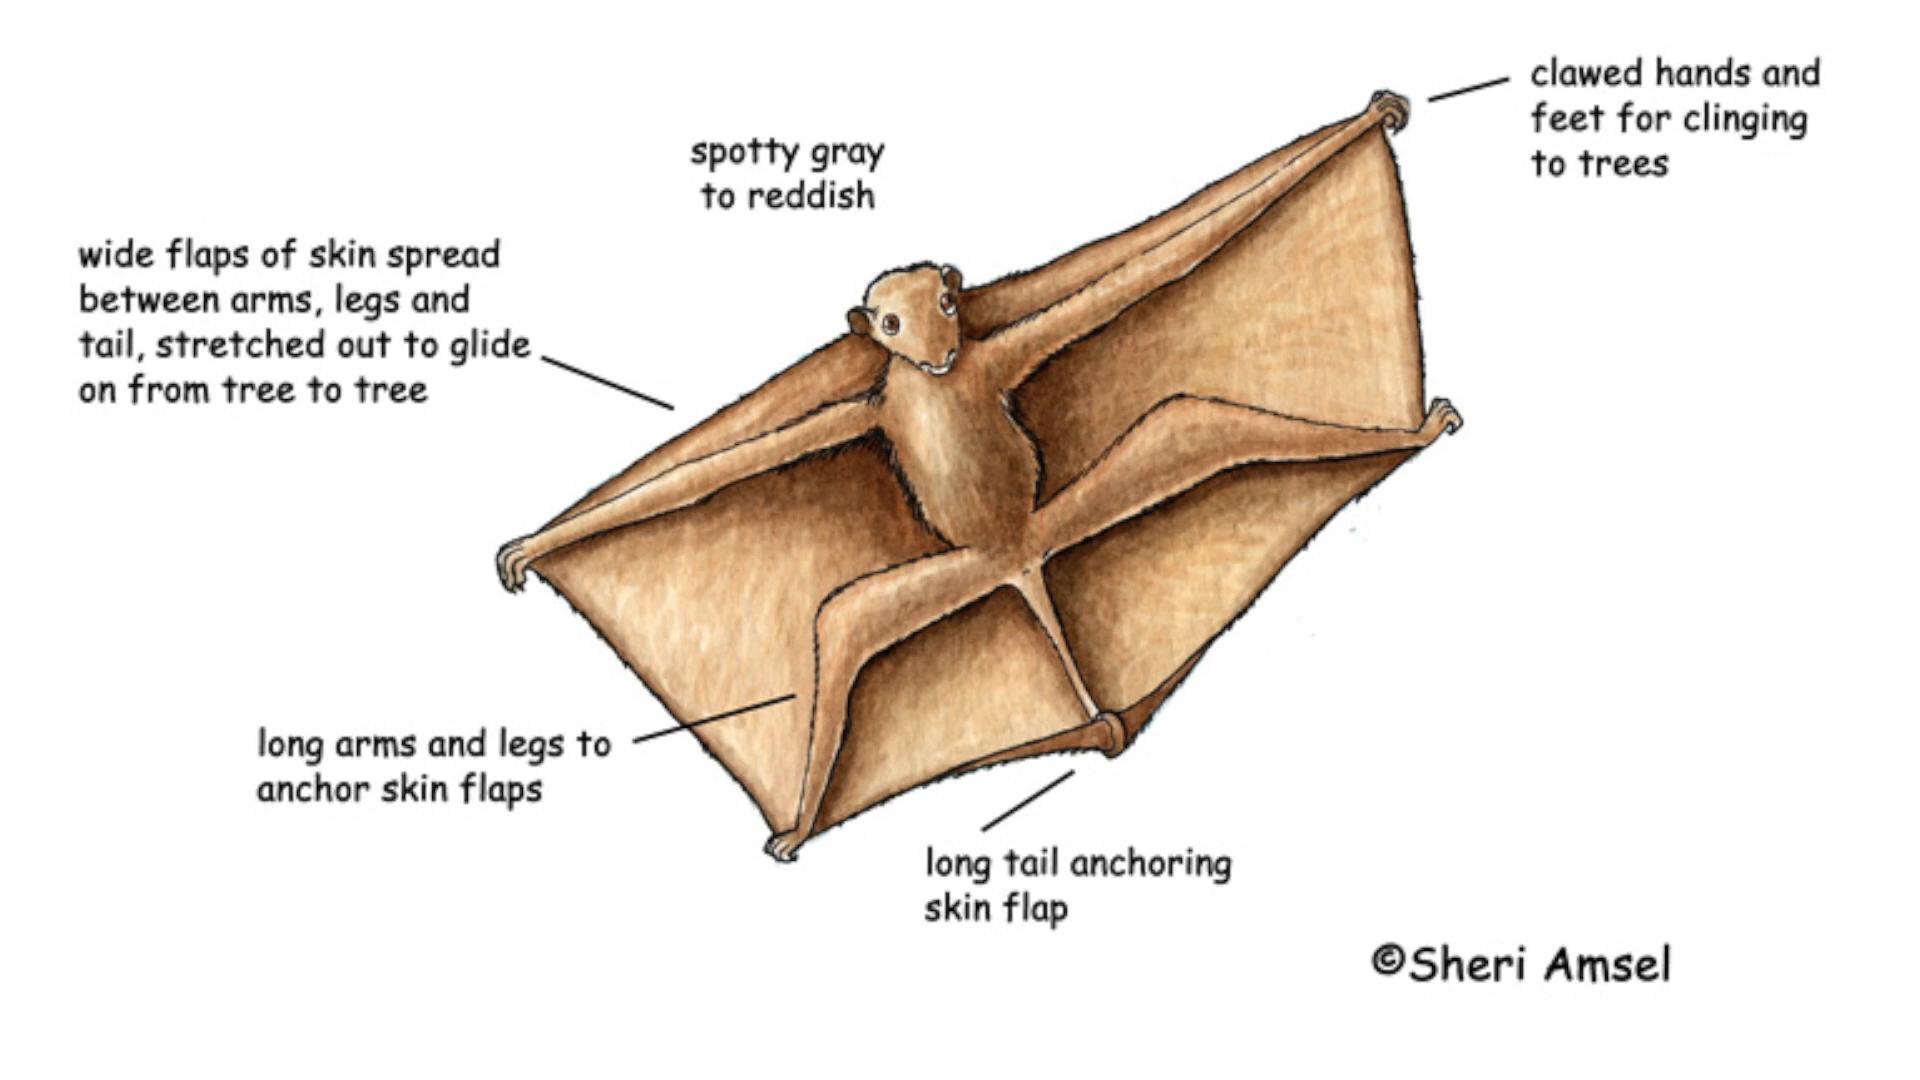 clawed hands and
feet for clinging
to trees
spotty gray
to reddish
wide flaps of skin spread
between arms, legs and
tail, stretched out to glide
on from tree to tree
long arms and legs to
anchor skin flaps
long tail anchoring
skin flap
©Sheri Amsel